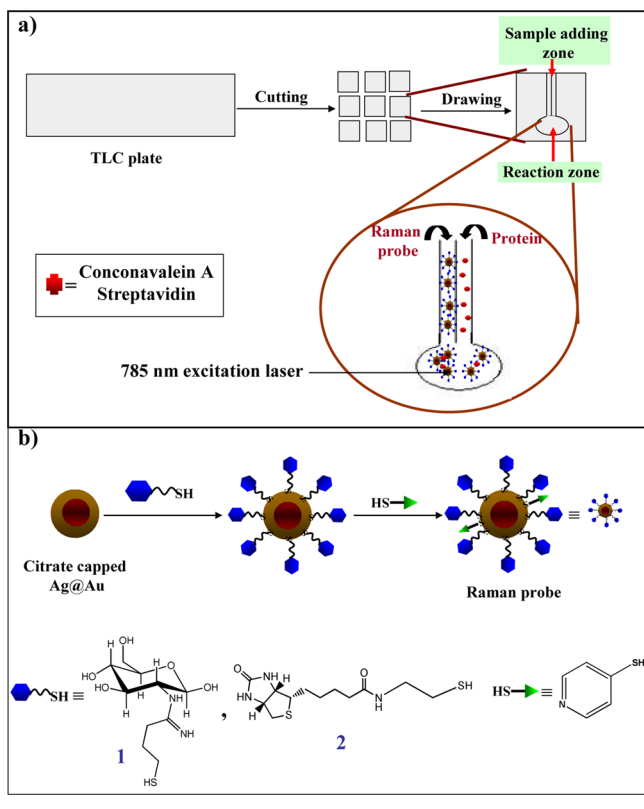 a)
Sample adding
zone
Cutting
Drawing
TLC plate
Reaction zone
Raman
probe
Protein
= Conconavalein A
Streptavidin
785 nm excitation laser
b)
SH
HS
≡
Citrate capped
Ag@Au
Raman probe
SH ≡
H
HO
H
O
HO
HO
H
H
NH
H
OH
NH
HS
1
,
O
HN
NH
H
H
S
O
N
H
SH
2
HS ≡
SH
N